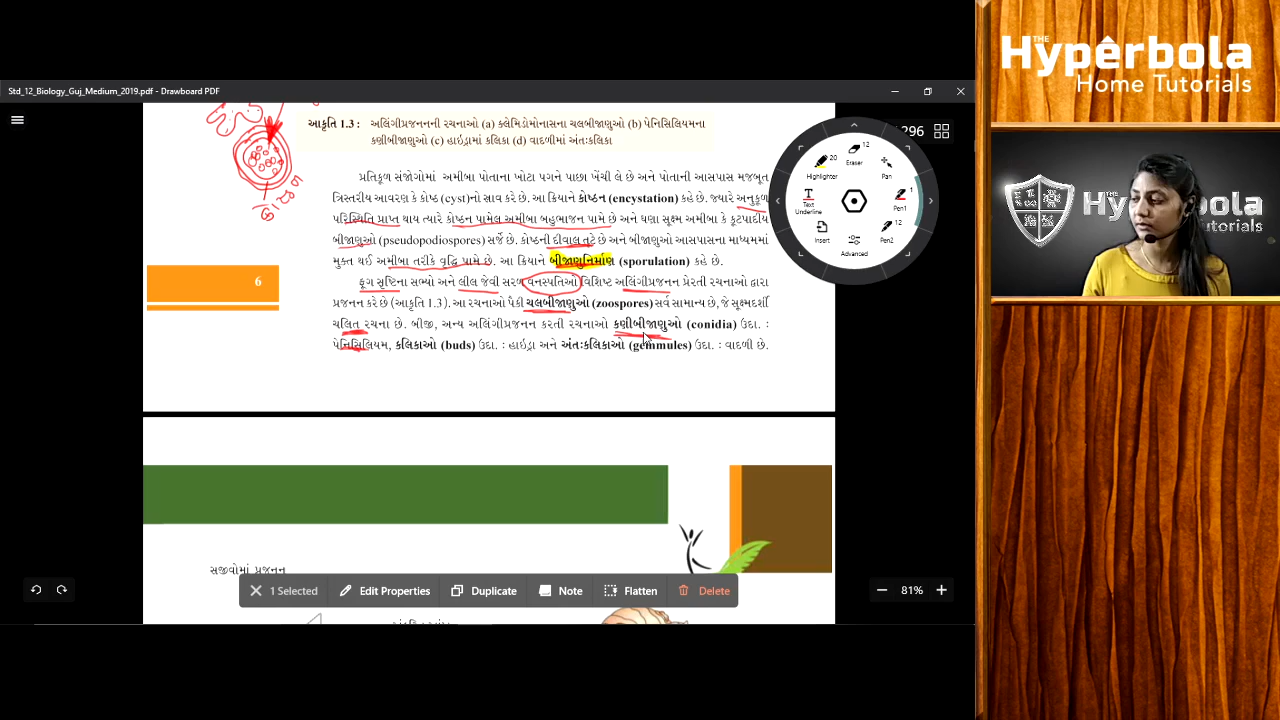 THE
Hyperbola
Home Tutorials
Std_12_Biology_Guj_Medium_2019.pdf - Drawboard PDF
આકૃતિ 1.3 : અલિંગીપ્રજનનની રચનાઓ (a) ક્લેમિડોમોનાસના ચલબીજાણુઓ (b) પેનિસિલિયમના
કણીબીજાણુઓ (c) હાઇડ્રામાં કલિકા (d) વાદળીમાં અંતઃકલિકા
296
12
Eraser
20
Highlighter
Pan
Text Underline
1
Pen1
Insert
12
Pen2
Advanced
પ્રતિકૂળ સંજોગોમાં અમીબા પોતાના ખોટા પગને પાછા ખેંચી લે છે અને પોતાની આસપાસ મજબૂત
ત્રિસ્તરીય આવરણ કે કોષ્ઠ (cyst)નો સ્રાવ કરે છે. આ ક્રિયાને કોષ્ઠન (encystation) કહે છે. જ્યારે અનુકૂળ
પરિસ્થિતિ પ્રાપ્ત થાય ત્યારે કોષ્ઠન પામેલ અમીબા બહુભાજન પામે છે અને ઘણા સૂક્ષ્મ અમીબા કે કૂટપાદીય
બીજાણુઓ (pseudopodiospores) સર્જે છે. કોષ્ઠની દીવાલ તૂટે છે અને બીજાણુઓ આસપાસના માધ્યમમાં
મુક્ત થઈ અમીબા તરીકે વૃદ્ધિ પામે છે. આ ક્રિયાને બીજાણુનિર્માણ (sporulation) કહે છે.
ફૂગ સૃષ્ટિના સભ્યો અને લીલ જેવી સરળ વનસ્પતિઓ વિશિષ્ટ અલિંગીપ્રજનન પ્રેરતી રચનાઓ દ્વારા
પ્રજનન કરે છે (આકૃતિ 1.3). આ રચનાઓ પૈકી ચલબીજાણુઓ (zoospores) સર્વ સામાન્ય છે, જે સૂક્ષ્મદર્શી
ચલિત રચના છે. બીજી, અન્ય અલિંગીપ્રજનન કરતી રચનાઓ કણીબીજાણુઓ (conidia) ઉદા. :
પેનિસિલિયમ, કલિકાઓ (buds) ઉદા. : હાઇડ્રા અને અંતઃકલિકાઓ (gemmules) ઉદા. : વાદળી છે.
6
સજીવોમાં પ્રજનન
1 Selected
Edit Properties
Duplicate
Note
Flatten
Delete
81%